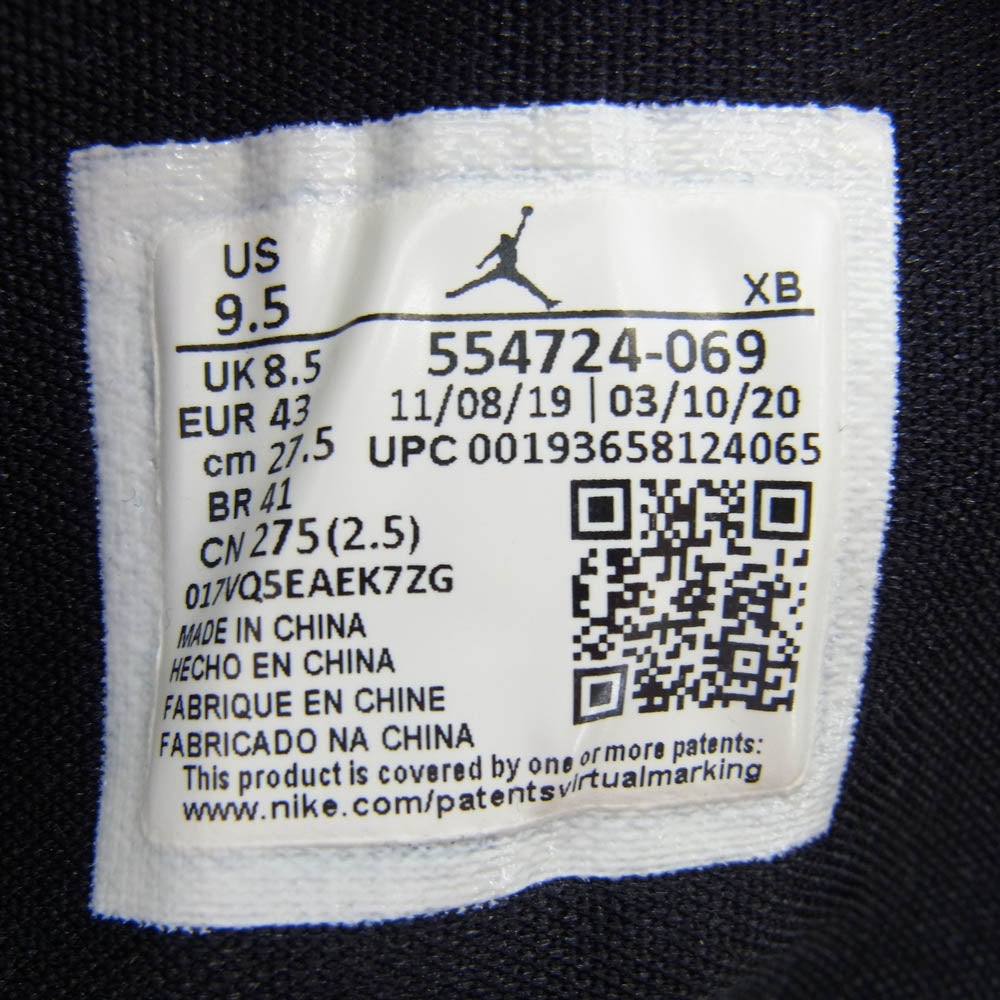 US
9.5
XB
UK 8.5
EUR 43
cm 27.5
BR 41
CN 275 (2.5)
554724-069
11/08/19 | 03/10/20
UPC 00193658124065
017VQ5EAEK7ZG
MADE IN CHINA
HECHO EN CHINA
FABRIQUE EN CHINE
FABRICADO NA CHINA
This product is covered by one or more patents:
www.nike.com/patentsvirtualmarking